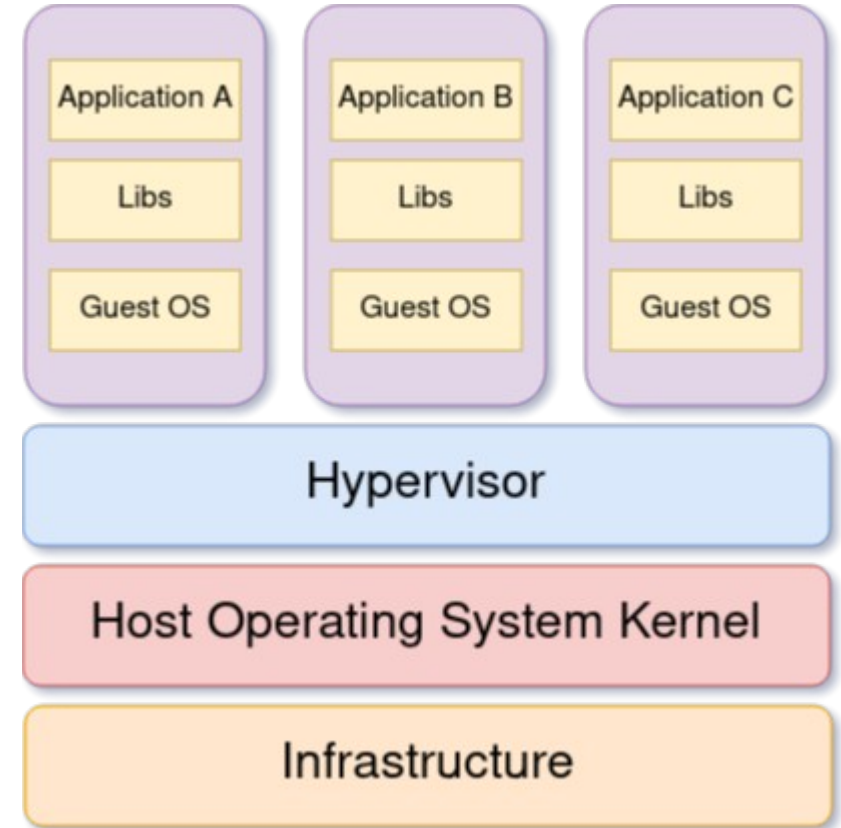 Application A
Application B
Application C
Libs
Libs
Libs
Guest OS
Guest OS
Guest OS
Hypervisor
Host Operating System Kernel
Infrastructure